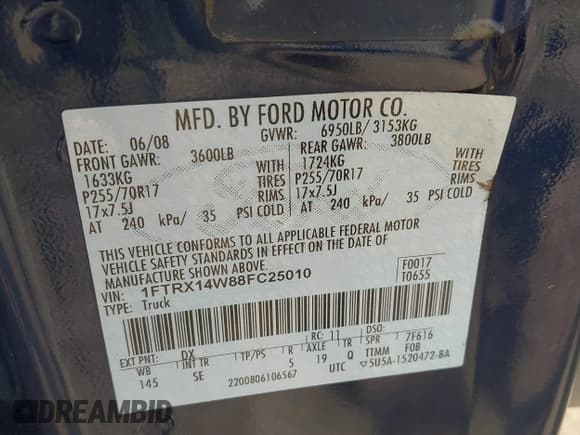 MFD. BY FORD MOTOR CO.
DATE: 06/08 GVWR: 6950LB/ 3153KG
FRONT GAWR: 3600LB REAR GAWR: 3800LB
1633KG WITH 1724KG WITH
P255/70R17 TIRES P255/70R17 TIRES
17x7.5J RIMS 17x7.5J RIMS
AT 240 kPa/ 35 PSI COLD AT 240 kPa/ 35 PSI COLD
THIS VEHICLE CONFORMS TO ALL APPLICABLE FEDERAL MOTOR
VEHICLE SAFETY STANDARDS IN EFFECT ON THE DATE OF
MANUFACTURE SHOWN ABOVE.
VIN: 1FTRX14W88FC25010 F0017
TYPE: Truck T0655
EXT PNT: DX RC: 11 DSO:
WB INT TR TP/PS R AXLE TR SPR 7F616
145 SE 5 19 Q TTMM FOB
2200806106567 UTC ▽5U5A-1520472-BA
DREAMBID